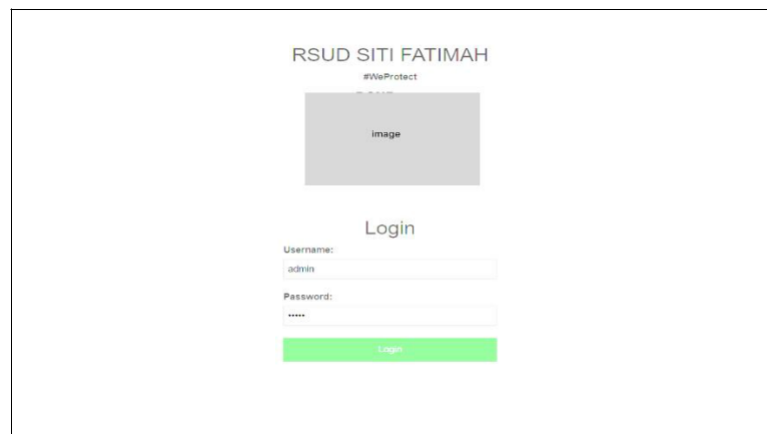 RSUD SITI FATIMAH
#WeProtect
image
Login
Username:
admin
Password:
•••••
Login